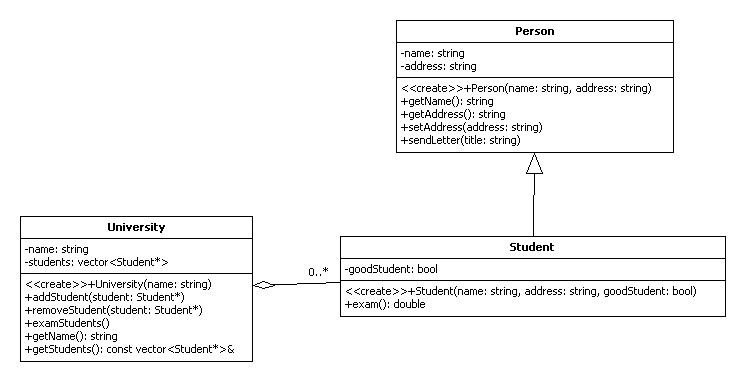 Person
-name: string
-address: string
<<create>>+Person(name: string, address: string)
+getName(): string
+getAddress(): string
+setAddress(address: string)
+sendLetter(title: string)
University
-name: string
-students: vector<Student*>
<<create>>+University(name: string)
+addStudent(student: Student*)
+removeStudent(student: Student*)
+examStudents()
+getName(): string
+getStudents(): const vector<Student*>&
0..*
Student
-goodStudent: bool
<<create>>+Student(name: string, address: string, goodStudent: bool)
+exam(): double